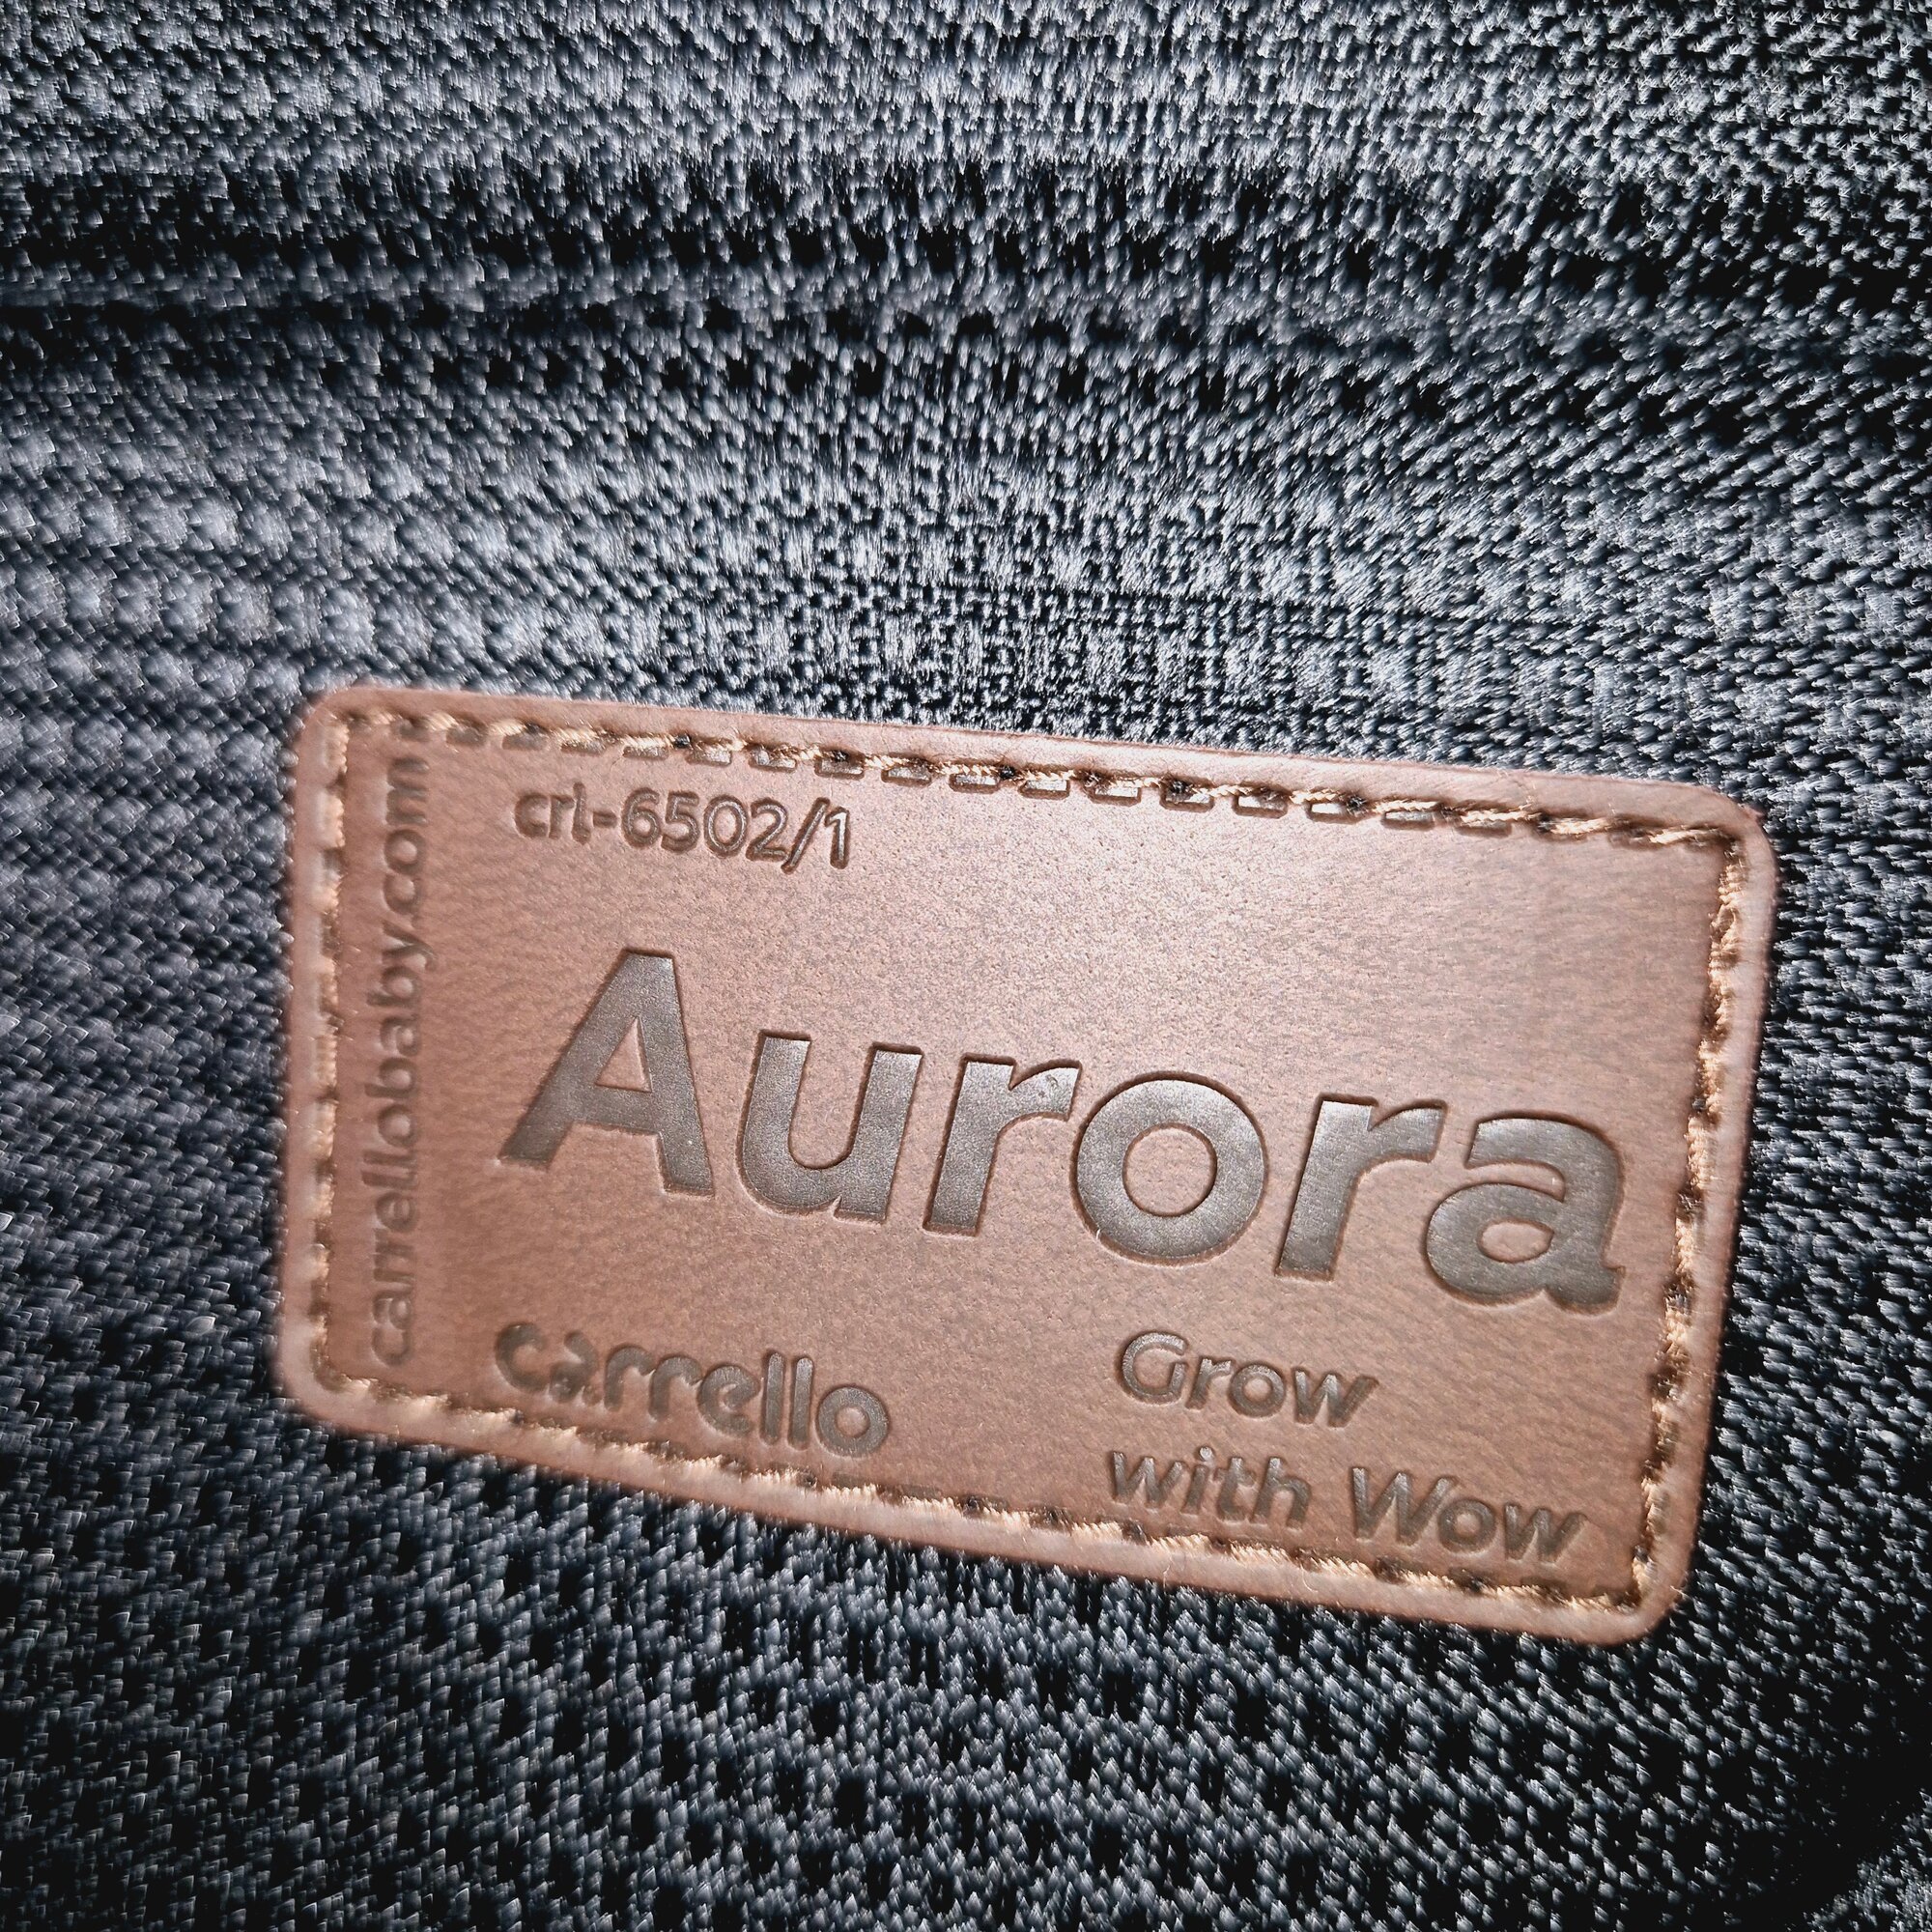 crl-6502/1
carrellobaby.com
Aurora
carrello
Grow
with Wow